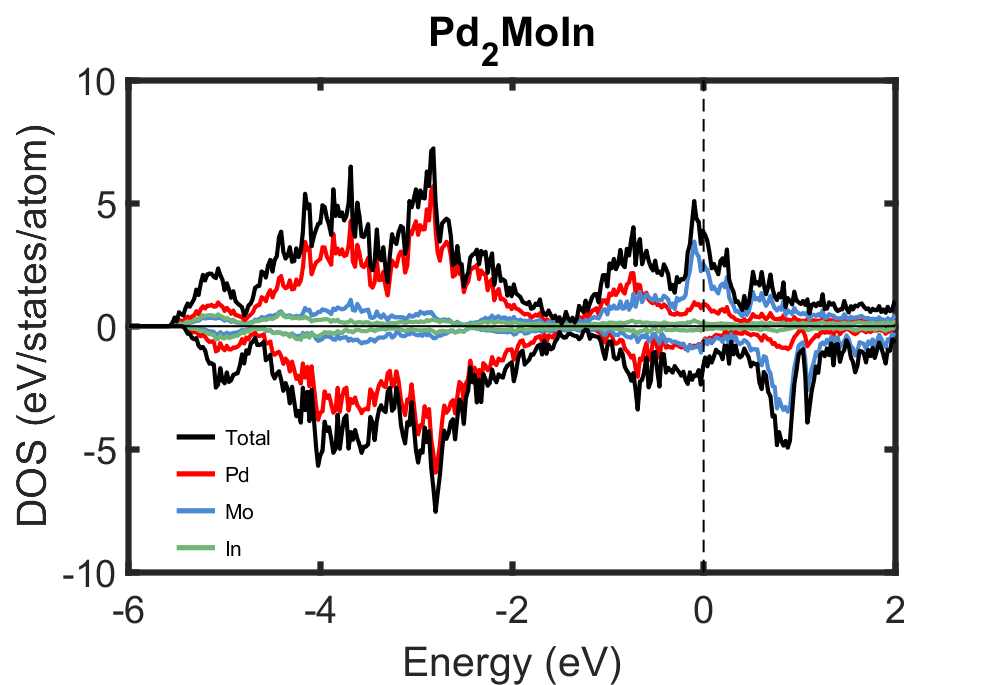 Pd₂MoIn
DOS (eV/states/atom)
10
5
0
-5
-10
Total
Pd
Mo
In
-6 -4 -2 0 2
Energy (eV)